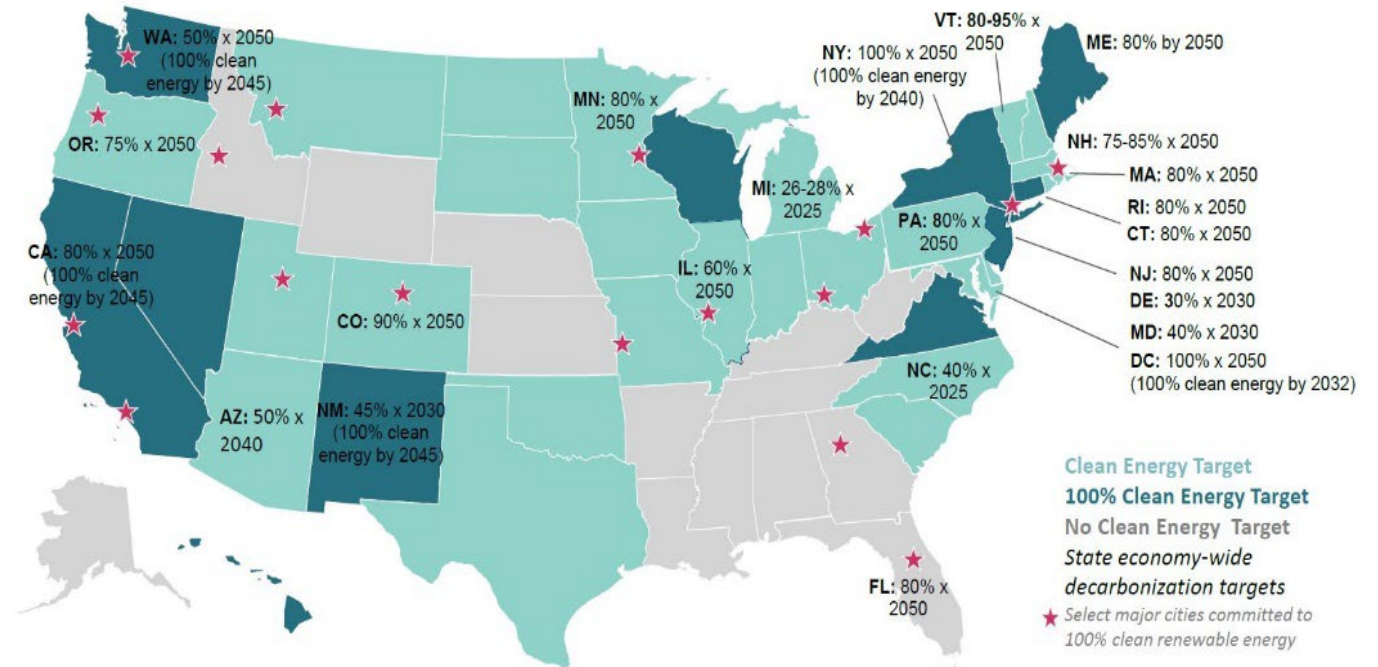 WA: 50% x 2050
(100% clean
energy by 2045)
OR: 75% x 2050
CA: 80% x 2050
(100% clean
energy by 2045)
AZ: 50% x
2040
NM: 45% x 2030
(100% clean
energy by 2045)
CO: 90% x 2050
MN: 80% x
2050
IL: 60% x
2050
MI: 26-28% x
2025
VT: 80-95% x
2050
NY: 100% x 2050
(100% clean energy
by 2040)
ME: 80% by 2050
NH: 75-85% x 2050
MA: 80% x 2050
RI: 80% x 2050
CT: 80% x 2050
PA: 80% x
2050
NJ: 80% x 2050
DE: 30% x 2030
MD: 40% x 2030
DC: 100% x 2050
(100% clean energy by 2032)
NC: 40% x
2025
FL: 80% x
2050
Clean Energy Target
100% Clean Energy Target
No Clean Energy Target
State economy-wide
decarbonization targets
Select major cities committed to
100% clean renewable energy